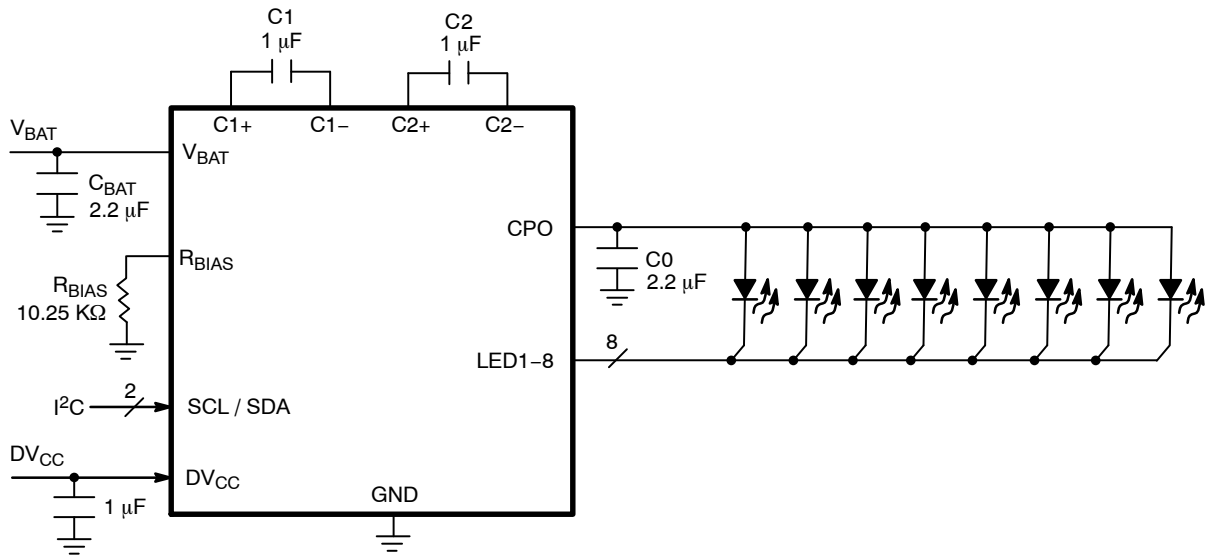 C1
1 μF
C2
1 μF
C1+
C1−
C2+
C2−
V_BAT
V_BAT
C_BAT
2.2 μF
CPO
C0
2.2 μF
R_BIAS
R_BIAS
10.25 KΩ
8
LED1−8
I²C
2
SCL / SDA
DV_CC
DV_CC
1 μF
GND